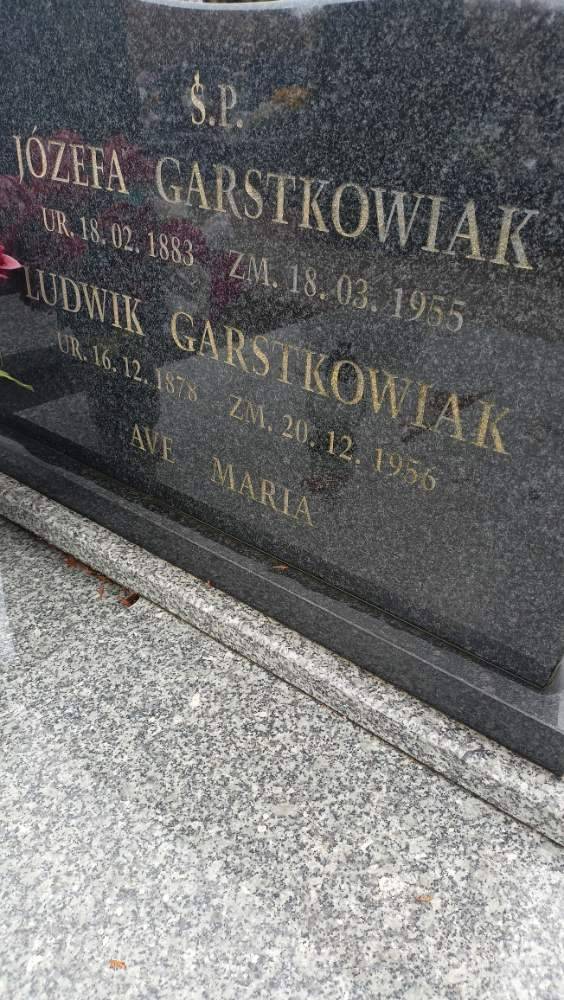 Ś.P.
JÓZEFA GARSTKOWIAK
UR. 18. 02. 1883 ZM. 18. 03. 1955
LUDWIK GARSTKOWIAK
UR. 16. 12. 1878 ZM. 20. 12. 1956
AVE MARIA